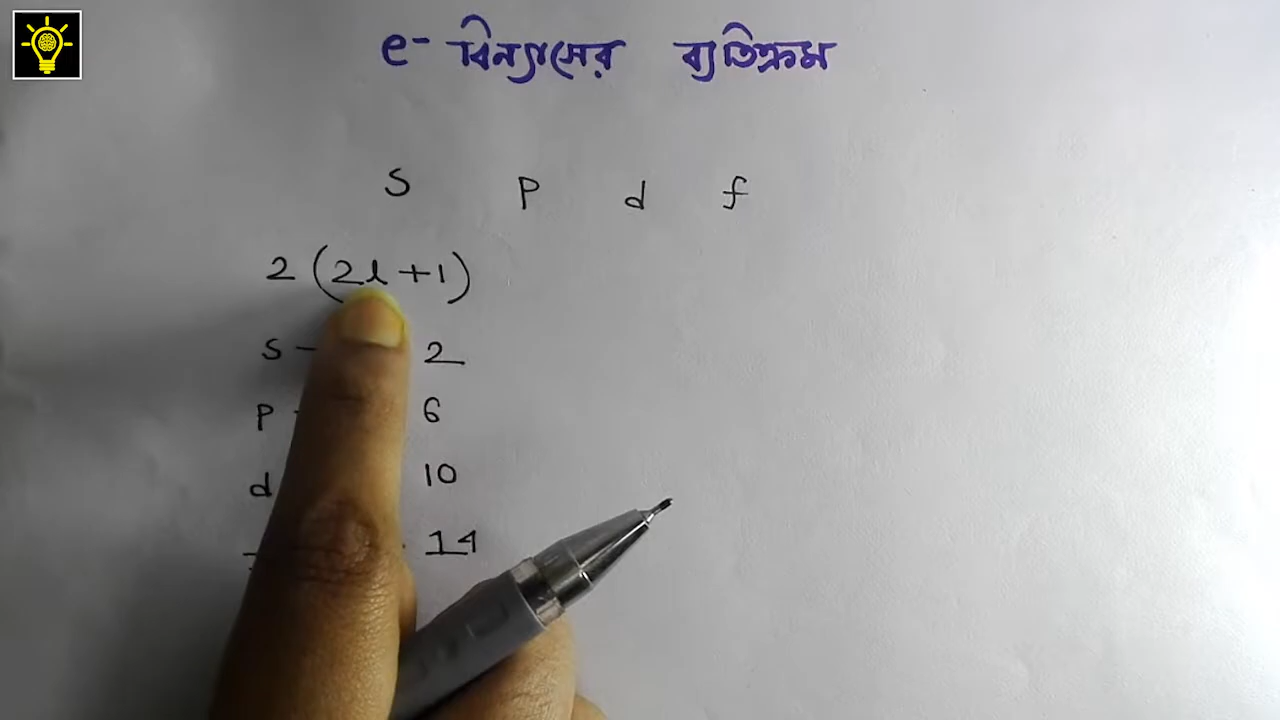 e- বিন্যাসের ব্যতিক্রম
S P d f
2 (2l+1)
S - 2
P - 6
d 10
14